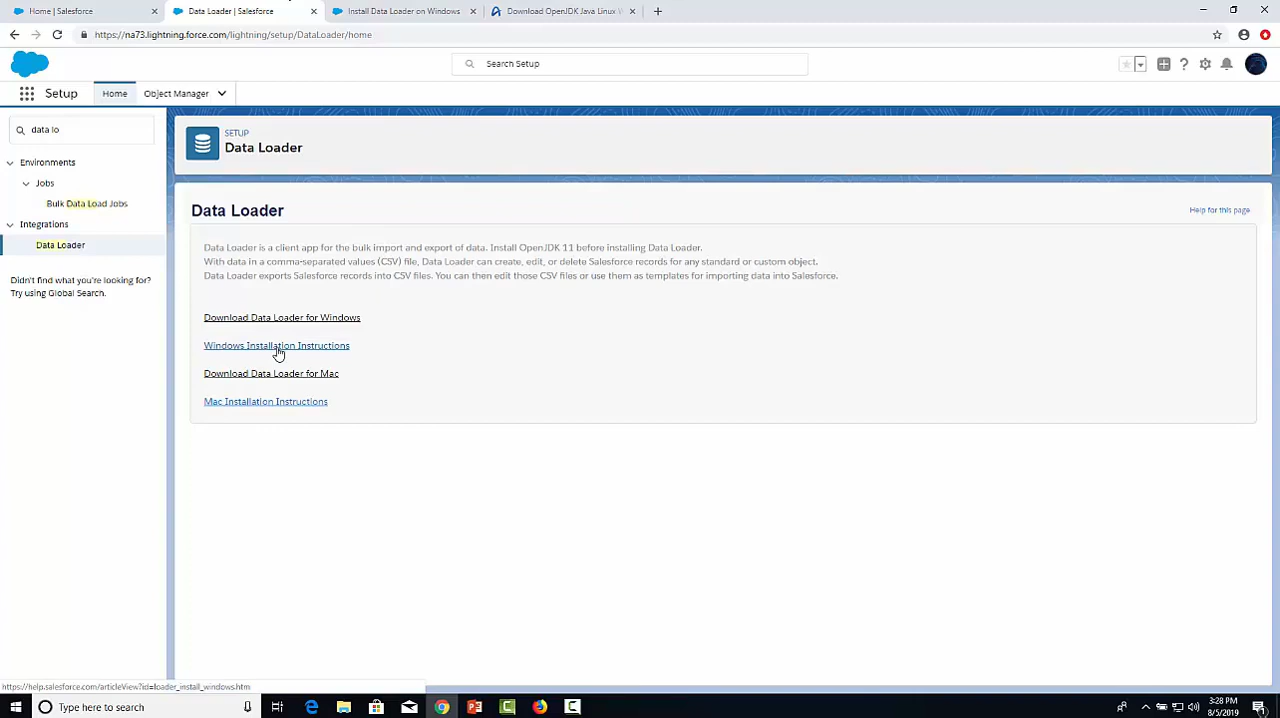 Home | Salesforce
Data Loader | Salesforce
Install Data Loader on Windows
Download OpenJDK Java Linux W
https://na73.lightning.force.com/lightning/setup/DataLoader/home
Search Setup
Setup
Home
Object Manager
data lo
Environments
Jobs
Bulk Data Load Jobs
Integrations
Data Loader
Didn't find what you're looking for?
Try using Global Search.
SETUP
Data Loader
Data Loader
Help for this page
Data Loader is a client app for the bulk import and export of data. Install OpenJDK 11 before installing Data Loader.
With data in a comma-separated values (CSV) file, Data Loader can create, edit, or delete Salesforce records for any standard or custom object.
Data Loader exports Salesforce records into CSV files. You can then edit those CSV files or use them as templates for importing data into Salesforce.
Download Data Loader for Windows
Windows Installation Instructions
Download Data Loader for Mac
Mac Installation Instructions
https://help.salesforce.com/articleView?id=loader_install_windows.htm
Type here to search
3:28 PM
8/5/2019